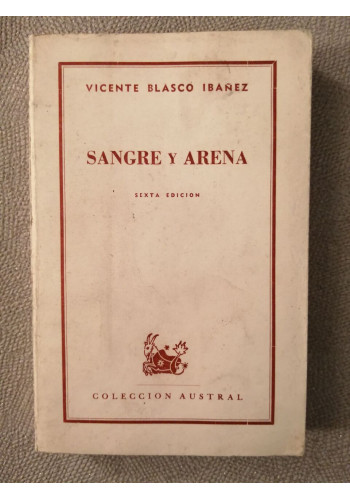 VICENTE BLASCO IBAÑEZ
SANGRE Y ARENA
SEXTA EDICION
COLECCION AUSTRAL